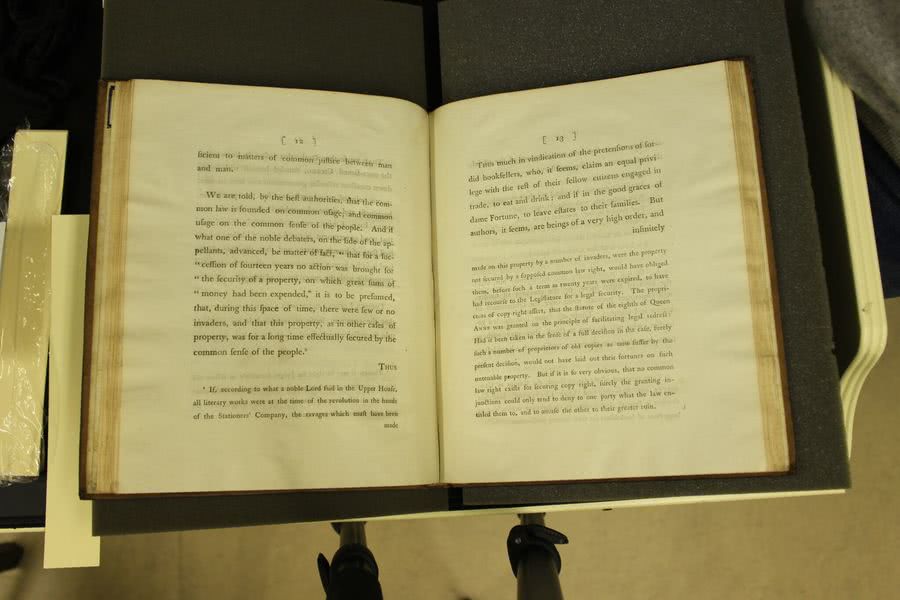 [ 12 ]
ficient to matters of common justice between man
and man.
We are told, by the best authorities, that the com-
mon law is founded on common usage, and common
usage on the common sense of the people. And if
what one of the noble debaters, on the side of the ap-
pellants, advanced, be matter of fact, " that for a suc-
" cession of fourteen years no action was brought for
" the security of a property, on which great sums of
" money had been expended," it is to be presumed,
that, during this space of time, there were few or no
invaders, and that this property, as in other cases of
property, was for a long time effectually secured by the
common sense of the people.*
Thus
* If, according to what a noble Lord said in the Upper House,
all literary works were at the time of the revolution in the hands
of the Stationers' Company, the ravages which must have been
made
[ 13 ]
Thus much in vindication of the pretensions of sor-
did booksellers, who, it seems, claim an equal privi
lege with the rest of their fellow citizens engaged in
trade, to eat and drink; and if in the good graces of
dame Fortune, to leave estates to their families. But
authors, it seems, are beings of a very high order, and
infinitely
made on this property by a number of invaders, were the property
not secured by a supposed common law right, would have obliged
them, before such a term as twenty years were expired, to have
had recourse to the Legislature for a legal security. The propri-
etors of copy right assert, that the statute of the eighth of Queen
Anne was granted on the principle of facilitating legal redress:
Had it been taken in the sense of a full decision in the case, surely
such a number of proprietors of old copies as now suffer by the
present decision, would not have laid out their fortunes on such
untenable property. But if it is so very obvious, that no common
law right exists for securing copy right, surely the granting in-
junctions could only tend to deny to one party what the law en-
titled them to, and to amuse the other to their greater ruin.